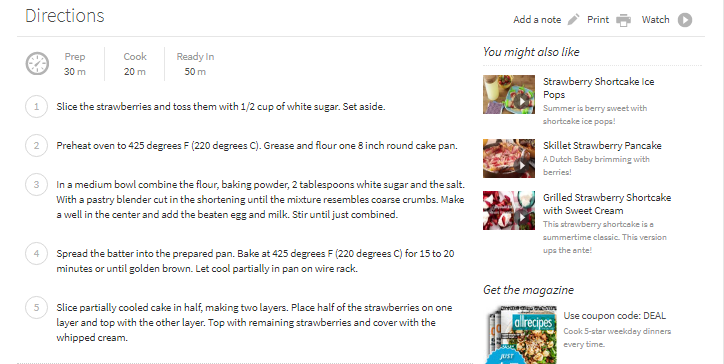 Directions
Add a note
Print
Watch
Prep
30 m
Cook
20 m
Ready In
50 m
1
Slice the strawberries and toss them with 1/2 cup of white sugar. Set aside.
2
Preheat oven to 425 degrees F (220 degrees C). Grease and flour one 8 inch round cake pan.
3
In a medium bowl combine the flour, baking powder, 2 tablespoons white sugar and the salt.
With a pastry blender cut in the shortening until the mixture resembles coarse crumbs. Make
a well in the center and add the beaten egg and milk. Stir until just combined.
4
Spread the batter into the prepared pan. Bake at 425 degrees F (220 degrees C) for 15 to 20
minutes or until golden brown. Let cool partially in pan on wire rack.
5
Slice partially cooled cake in half, making two layers. Place half of the strawberries on one
layer and top with the other layer. Top with remaining strawberries and cover with the
whipped cream.
You might also like
Strawberry Shortcake Ice
Pops
Summer is berry sweet with
shortcake ice pops!
Skillet Strawberry Pancake
A Dutch Baby brimming with
berries!
Grilled Strawberry Shortcake
with Sweet Cream
This strawberry shortcake is a
summertime classic. This version
ups the ante!
Get the magazine
allrecipes
JUST
Use coupon code: DEAL
Cook 5-star weekday dinners
every time.